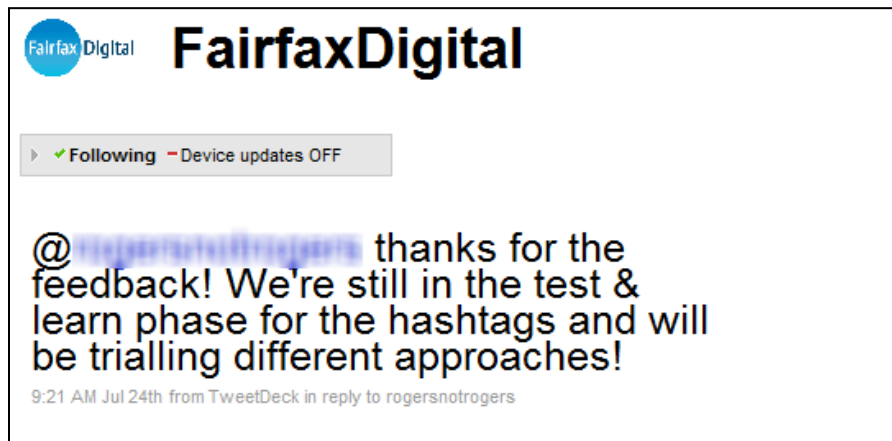 Fairfax Digital
FairfaxDigital
Following Device updates OFF
@ thanks for the
feedback! We're still in the test &
learn phase for the hashtags and will
be trialling different approaches!
9:21 AM Jul 24th from TweetDeck in reply to rogersnotrogers